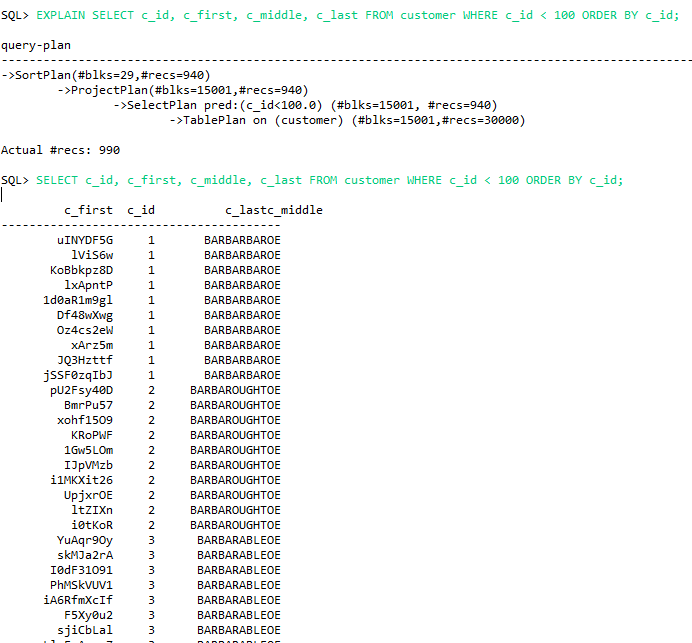 SQL> EXPLAIN SELECT c_id, c_first, c_middle, c_last FROM customer WHERE c_id < 100 ORDER BY c_id;
query-plan
----------------------------------------------------------------------------------------------------
->SortPlan(#blks=29,#recs=940)
->ProjectPlan(#blks=15001,#recs=940)
->SelectPlan pred:(c_id<100.0) (#blks=15001, #recs=940)
->TablePlan on (customer) (#blks=15001,#recs=30000)
Actual #recs: 990
SQL> SELECT c_id, c_first, c_middle, c_last FROM customer WHERE c_id < 100 ORDER BY c_id;
c_first c_id c_lastc_middle
----------------------------------------
uINYDF5G 1 BARBARBAROE
lViS6w 1 BARBARBAROE
KoBbkpz8D 1 BARBARBAROE
lxApntP 1 BARBARBAROE
1d0aR1m9gl 1 BARBARBAROE
Df48wXwg 1 BARBARBAROE
Oz4cs2eW 1 BARBARBAROE
xArz5m 1 BARBARBAROE
JQ3Hzttf 1 BARBARBAROE
jSSF0zqIbJ 1 BARBARBAROE
pU2Fsy40D 2 BARBAROUGHTOE
BmrPu57 2 BARBAROUGHTOE
xohf15O9 2 BARBAROUGHTOE
KRoPWF 2 BARBAROUGHTOE
1Gw5LOm 2 BARBAROUGHTOE
IJpVMzb 2 BARBAROUGHTOE
i1MKXit26 2 BARBAROUGHTOE
UpjxrOE 2 BARBAROUGHTOE
ltZIXn 2 BARBAROUGHTOE
i0tKoR 2 BARBAROUGHTOE
YuAqr9Oy 3 BARBARABLEOE
skMJa2rA 3 BARBARABLEOE
I0dF31O91 3 BARBARABLEOE
PhMSkVUV1 3 BARBARABLEOE
iA6RfmXcIf 3 BARBARABLEOE
F5Xy0u2 3 BARBARABLEOE
sjiCbLal 3 BARBARABLEOE